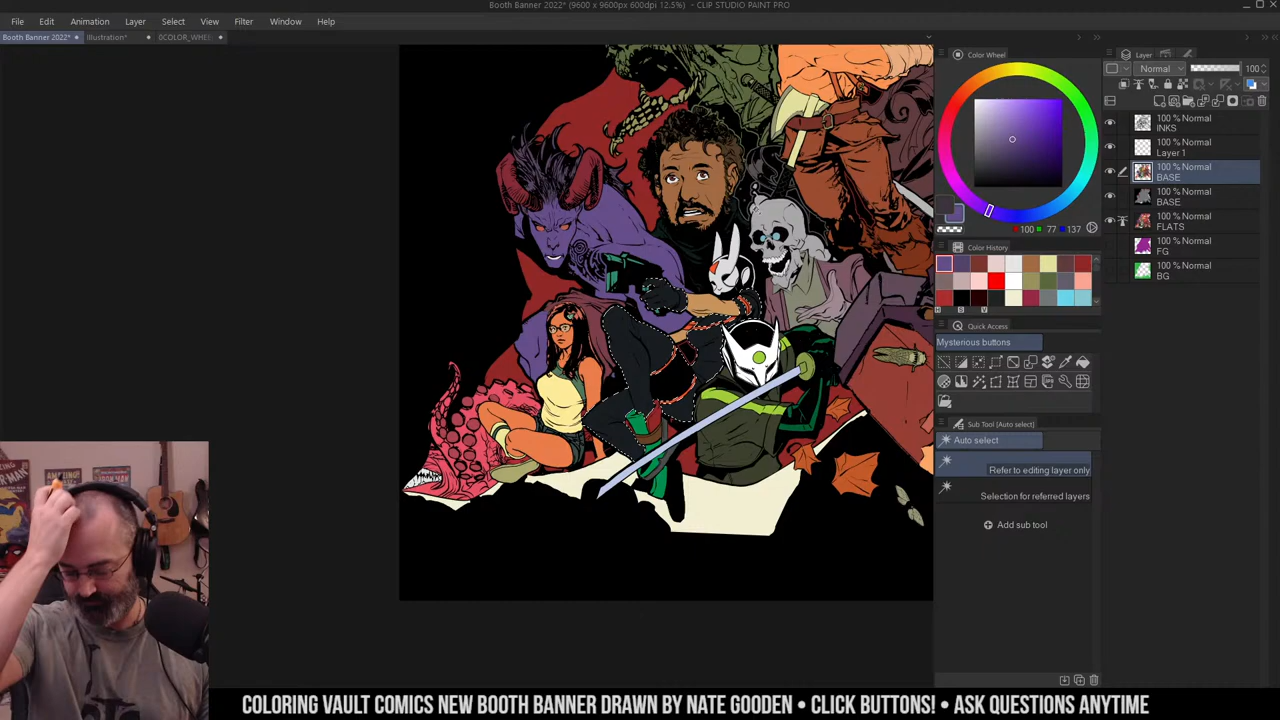 Booth Banner 2022* (9600 x 9600px 600dpi 12.5%) - CLIP STUDIO PAINT PRO
File Edit Animation Layer Select View Filter Window Help
Booth Banner 2022* Illustration* 0COLOR_WHE
Color Wheel
100 77 137
Color History
H S V
Quick Access
Mysterious buttons
Sub Tool [Auto select]
Auto select
Refer to editing layer only
Selection for referred layers
Add sub tool
Layer
Normal 100
100 % Normal
INKS
100 % Normal
Layer 1
100 % Normal
BASE
100 % Normal
BASE
100 % Normal
FLATS
100 % Normal
FG
100 % Normal
BG
COLORING VAULT COMICS NEW BOOTH BANNER DRAWN BY NATE GOODEN • CLICK BUTTONS! • ASK QUESTIONS ANYTIME